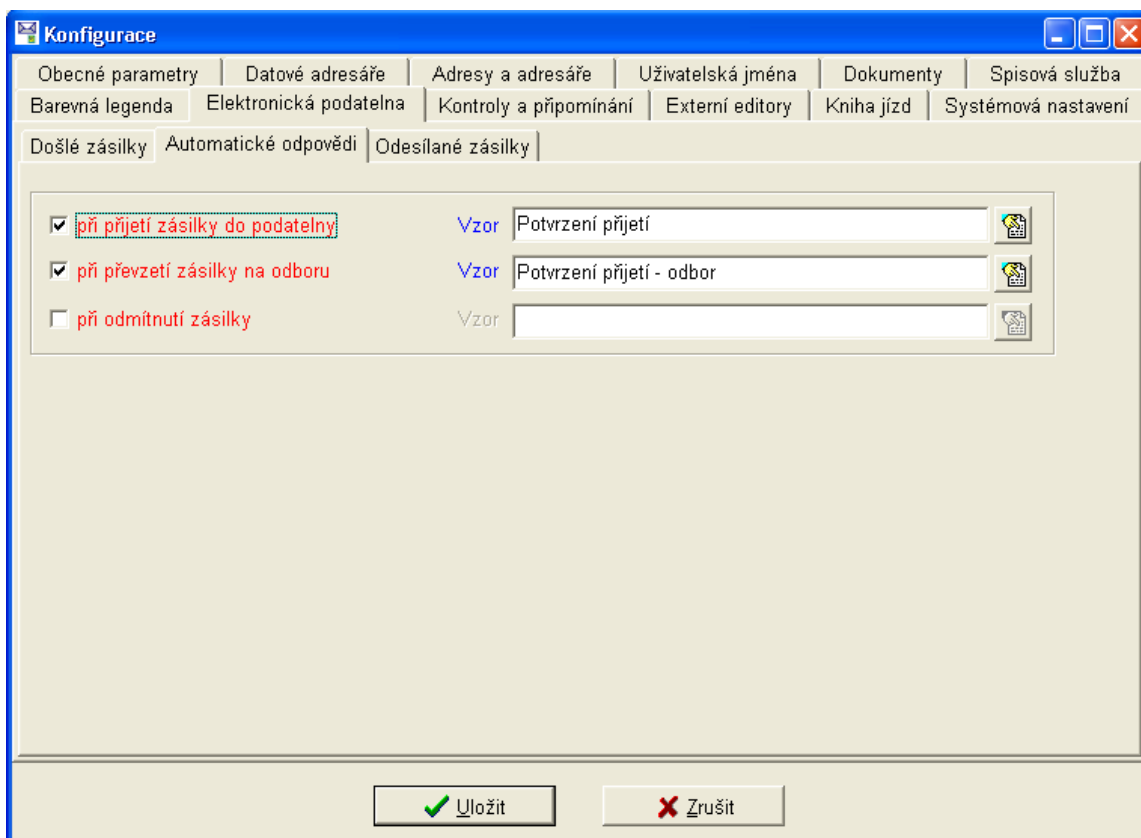 Konfigurace
Obecné parametry Datové adresáře Adresy a adresáře Uživatelská jména Dokumenty Spisová služba
Barevná legenda Elektronická podatelna Kontroly a připomínání Externí editory Kniha jízd Systémová nastavení
Došlé zásilky Automatické odpovědi Odesílané zásilky
při přijetí zásilky do podatelny Vzor Potvrzení přijetí
při převzetí zásilky na odboru Vzor Potvrzení přijetí - odbor
při odmítnutí zásilky Vzor
Uložit Zrušit